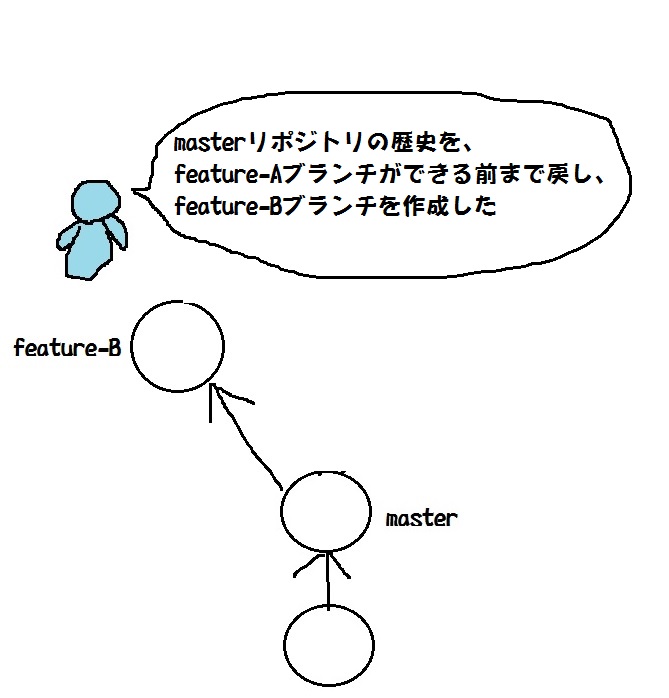 masterリポジトリの歴史を、
feature-Aブランチができる前まで戻し、
feature-Bブランチを作成した
feature-B
master